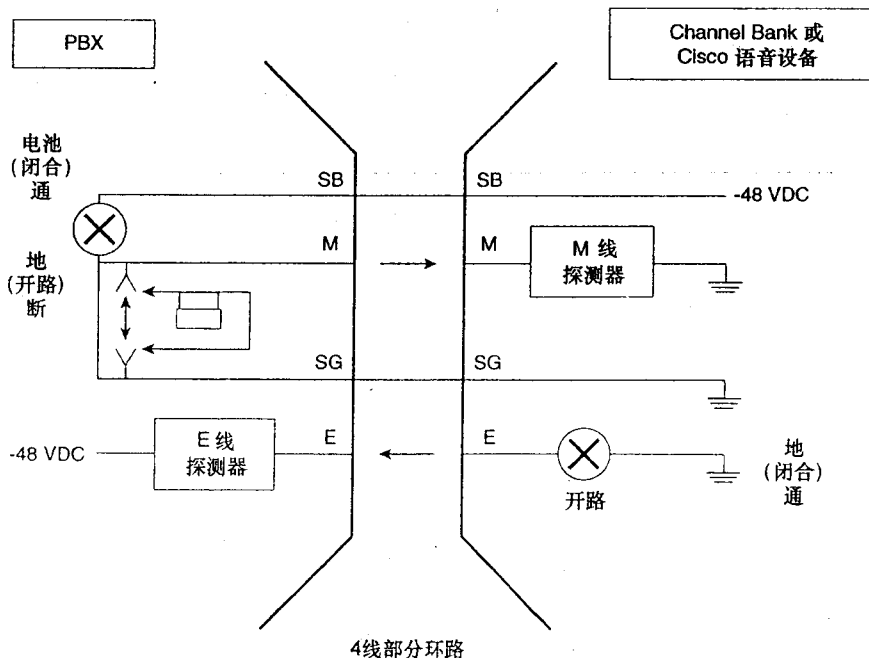 PBX
Channel Bank 或
Cisco 语音设备
电池
(闭合)
通
SB
SB
-48 VDC
M
M
M 线
探测器
地
(开路)
断
SG
SG
-48 VDC
E 线
探测器
E
E
开路
地
(闭合)
通
4线部分环路